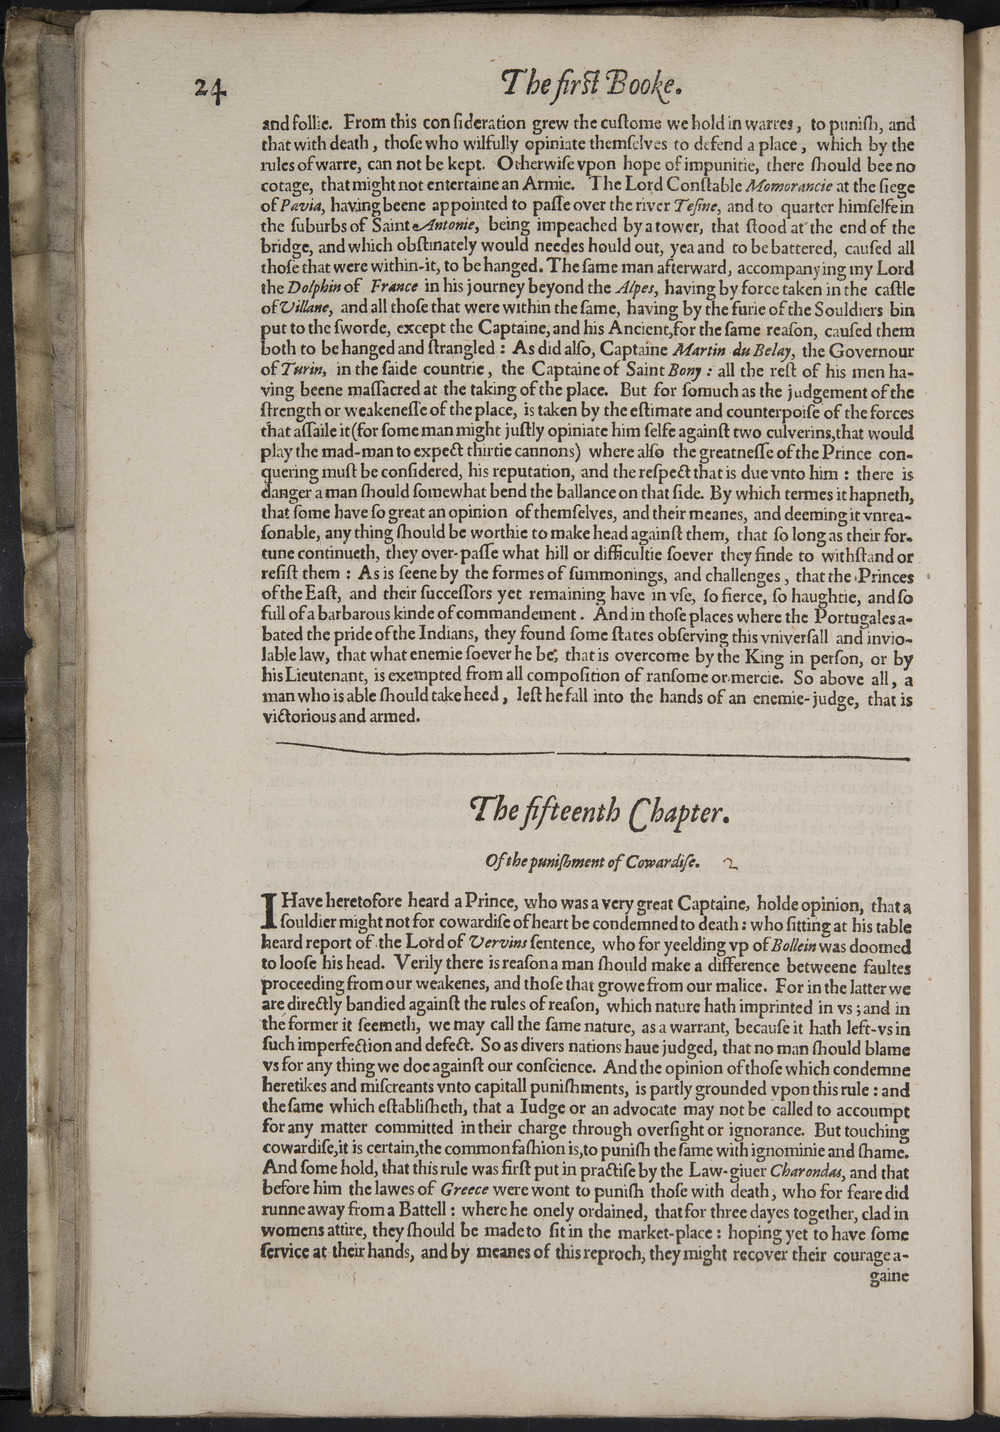 24 The firſt Booke.
and follie. From this conſideration grew the cuſtome we hold in warres, to puniſh, and
that with death, thoſe who wilfully opiniate themſelves to defend a place, which by the
rules of warre, can not be kept. Otherwiſe vpon hope of impunitie, there ſhould bee no
cotage, that might not entertaine an Armie. The Lord Conſtable Momorancie at the ſiege
of Pavia, having beene appointed to paſſe over the river Teſine, and to quarter himſelfe in
the ſuburbs of Saint Antonie, being impeached by a tower, that ſtood at the end of the
bridge, and which obſtinately would needes hould out, yea and to be battered, cauſed all
thoſe that were within-it, to be hanged. The ſame man afterward, accompanying my Lord
the Dolphin of France in his journey beyond the Alpes, having by force taken in the caſtle
of Villane, and all thoſe that were within the ſame, having by the furie of the Souldiers bin
put to the ſworde, except the Captaine, and his Ancient, for the ſame reaſon, cauſed them
both to be hanged and ſtrangled : As did alſo, Captaine Martin du Belay, the Governour
of Turin, in the ſaide countrie, the Captaine of Saint Bony : all the reſt of his men ha-
ving beene maſſacred at the taking of the place. But for ſomuch as the judgement of the
ſtrength or weakeneſſe of the place, is taken by the eſtimate and counterpoiſe of the forces
that aſſaile it (for ſome man might juſtly opiniate him ſelfe againſt two culverins, that would
play the mad-man to expect thirtie cannons) where alſo the greatneſſe of the Prince con-
quering muſt be conſidered, his reputation, and the reſpect that is due vnto him : there is
danger a man ſhould ſomewhat bend the ballance on that ſide. By which termes it hapneth,
that ſome have ſo great an opinion of themſelves, and their meanes, and deeming it vnrea-
ſonable, any thing ſhould be worthie to make head againſt them, that ſo long as their for-
tune continueth, they over-paſſe what hill or difficultie ſoever they finde to withſtand or
reſiſt them : As is ſeene by the formes of ſummonings, and challenges, that the Princes
of the Eaſt, and their ſucceſſors yet remaining have in vſe, ſo fierce, ſo haughtie, and ſo
full of a barbarous kinde of commandement. And in thoſe places where the Portugales a-
bated the pride of the Indians, they found ſome ſtates obſerving this vniverſall and invio-
lable law, that what enemie ſoever he be, that is overcome by the King in perſon, or by
his Lieutenant, is exempted from all compoſition of ranſome or mercie. So above all, a
man who is able ſhould take heed, leſt he fall into the hands of an enemie-judge, that is
victorious and armed.
The fifteenth Chapter.
Of the puniſhment of Cowardiſe. 2
I Have heretofore heard a Prince, who was a very great Captaine, holde opinion, that a
ſouldier might not for cowardiſe of heart be condemned to death : who ſitting at his table
heard report of the Lord of Vervins ſentence, who for yeelding vp of Bollein was doomed
to looſe his head. Verily there is reaſon a man ſhould make a difference betweene faultes
proceeding from our weakenes, and thoſe that growe from our malice. For in the latter we
are directly bandied againſt the rules of reaſon, which nature hath imprinted in vs ; and in
the former it ſeemeth, we may call the ſame nature, as a warrant, becauſe it hath left-vs in
ſuch imperfection and defect. So as divers nations haue judged, that no man ſhould blame
vs for any thing we doe againſt our conſcience. And the opinion of thoſe which condemne
heretikes and miſcreants vnto capitall puniſhments, is partly grounded vpon this rule : and
the ſame which eſtabliſheth, that a Iudge or an advocate may not be called to accoumpt
for any matter committed in their charge through overſight or ignorance. But touching
cowardiſe, it is certain, the common faſhion is, to puniſh the ſame with ignominie and ſhame.
And ſome hold, that this rule was firſt put in practiſe by the Law-giuer Charondas, and that
before him the lawes of Greece were wont to puniſh thoſe with death, who for feare did
runne away from a Battell : where he onely ordained, that for three dayes together, clad in
womens attire, they ſhould be made to ſit in the market-place : hoping yet to have ſome
ſervice at their hands, and by meanes of this reproch, they might recover their courage a-
gaine